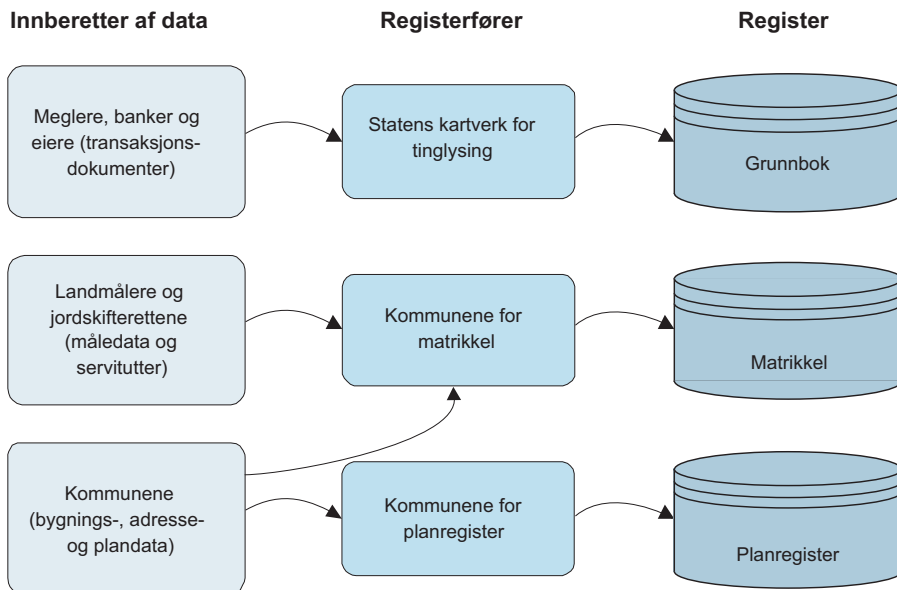 Innberetter af data
Registerfører
Register
Meglere, banker og
eiere (transaksjons-
dokumenter)
Statens kartverk for
tinglysing
Grunnbok
Landmålere og
jordskifterettene
(måledata og
servitutter)
Kommunene for
matrikkel
Matrikkel
Kommunene
(bygnings-, adresse-
og plandata)
Kommunene for
planregister
Planregister